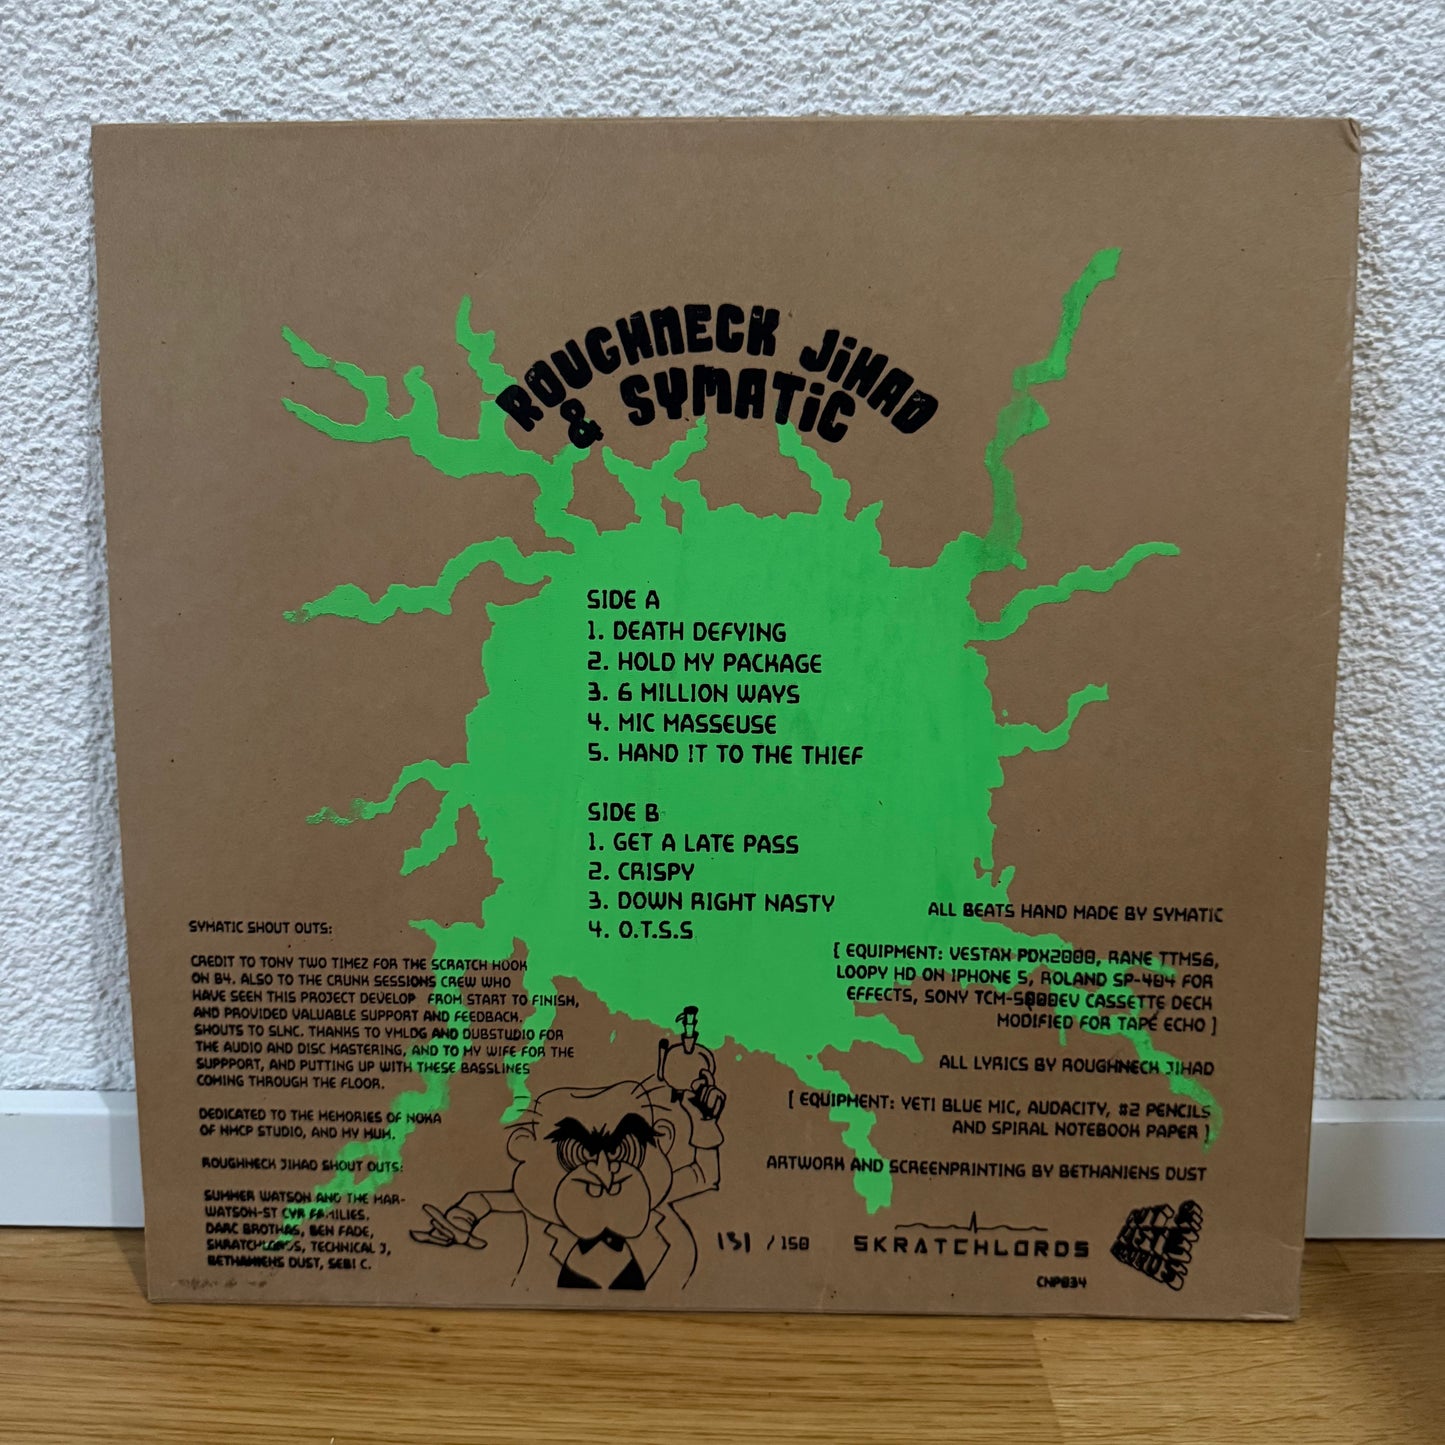 ROUGHNECK JIHAD
& SYMATIC
SIDE A
1. DEATH DEFYING
2. HOLD MY PACKAGE
3. 6 MILLION WAYS
4. MIC MASSEUSE
5. HAND IT TO THE THIEF
SIDE B
1. GET A LATE PASS
2. CRISPY
3. DOWN RIGHT NASTY
4. O.T.S.S
SYMATIC SHOUT OUTS:
CREDIT TO TONY TWO TIMEZ FOR THE SCRATCH HOOK
ON B4. ALSO TO THE CRUNK SESSIONS CREW WHO
HAVE SEEN THIS PROJECT DEVELOP FROM START TO FINISH,
AND PROVIDED VALUABLE SUPPORT AND FEEDBACK.
SHOUTS TO SLNC. THANKS TO YMLDG AND DUBSTUDIO FOR
THE AUDIO AND DISC MASTERING, AND TO MY WIFE FOR THE
SUPPPORT, AND PUTTING UP WITH THESE BASSLINES
COMING THROUGH THE FLOOR.
DEDICATED TO THE MEMORIES OF NOKA
OF HMCP STUDIO, AND MY MUM.
ROUGHNECK JIHAD SHOUT OUTS:
SUMMER WATSON AND THE MAR-
WATSON-ST CYR FAMILIES.
DARC BROTHAS, BEN FADE,
SKRATCHLORDS, TECHNICAL J,
BETHANIENS DUST, SEBI C.
ALL BEATS HAND MADE BY SYMATIC
[ EQUIPMENT: VESTAX PDX2000, RANE TTM56,
LOOPY HD ON IPHONE 5, ROLAND SP-404 FOR
EFFECTS, SONY TCM-5000EV CASSETTE DECK
MODIFIED FOR TAPE ECHO ]
ALL LYRICS BY ROUGHNECK JIHAD
[ EQUIPMENT: YETI BLUE MIC, AUDACITY, #2 PENCILS
AND SPIRAL NOTEBOOK PAPER ]
ARTWORK AND SCREENPRINTING BY BETHANIENS DUST
131 / 150
SKRATCHLORDS
CUT & PASTE RECORDS
CNP034